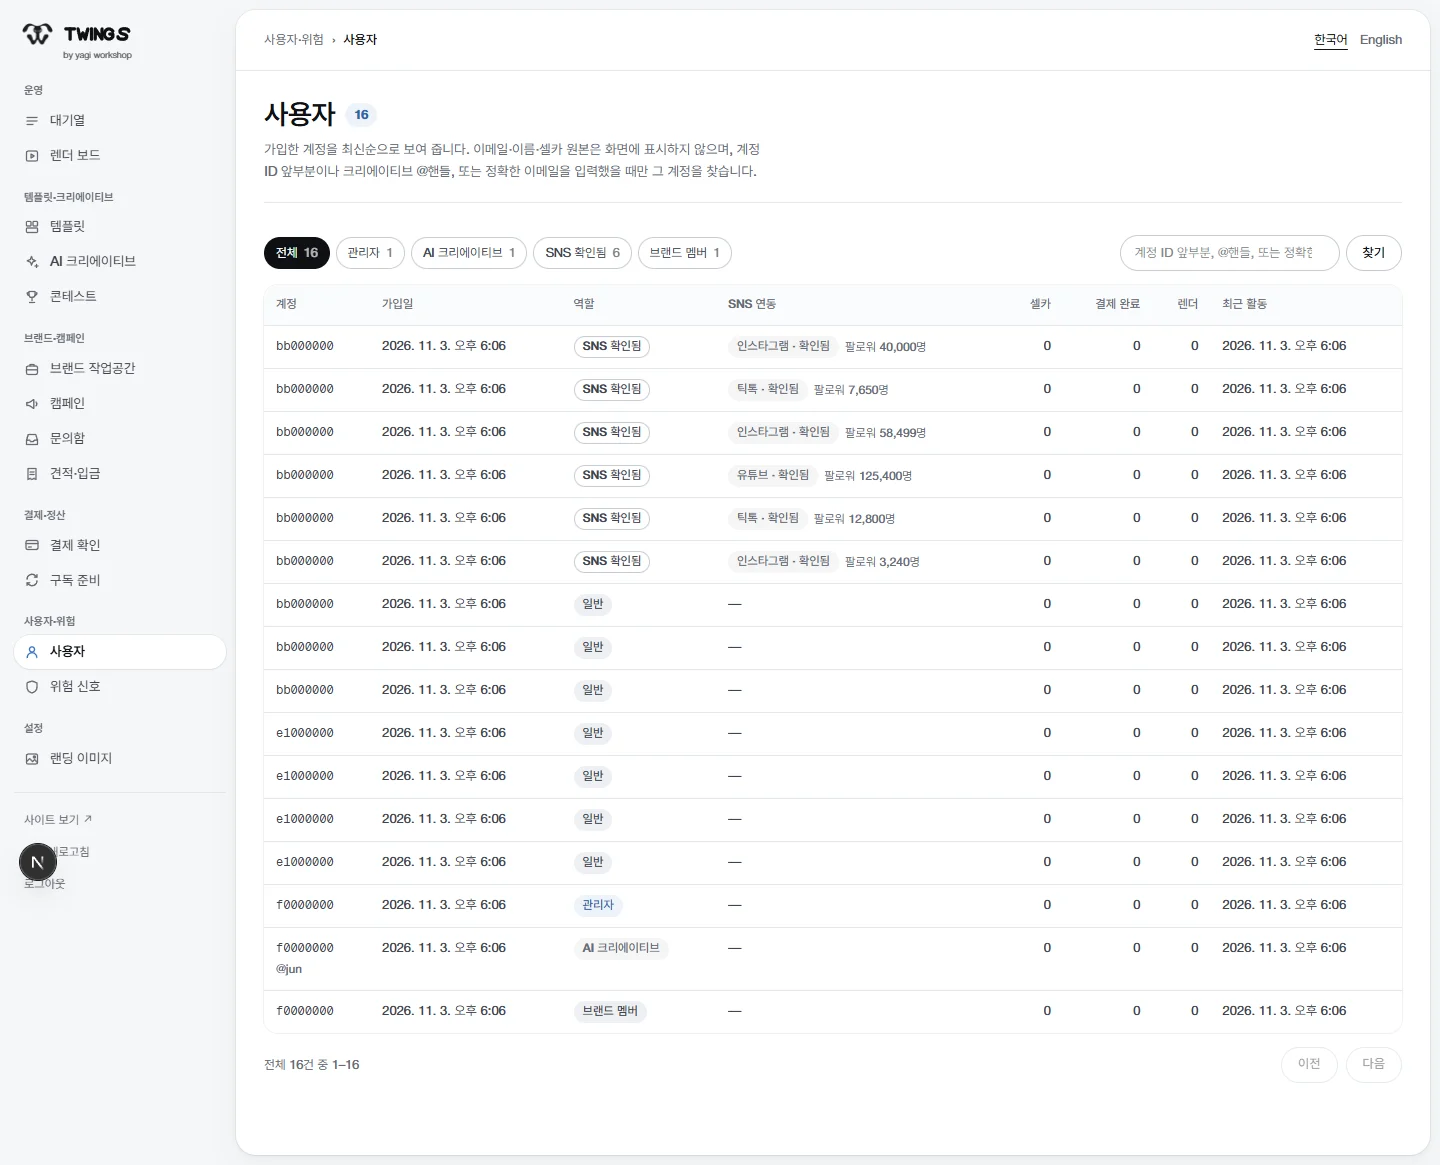 TWINGS
by yagi workshop
운영
대기열
렌더 보드
템플릿·크리에이티브
템플릿
AI 크리에이티브
콘테스트
브랜드·캠페인
브랜드 작업공간
캠페인
문의함
견적·입금
결제·정산
결제 확인
구독 준비
사용자·위험
사용자
위험 신호
설정
랜딩 이미지
사이트 보기 ↗
로고침
로그아웃
N
사용자·위험 › 사용자
한국어 English
사용자 16
가입한 계정을 최신순으로 보여 줍니다. 이메일·이름·셀카 원본은 화면에 표시하지 않으며, 계정
ID 앞부분이나 크리에이티브 @핸들, 또는 정확한 이메일을 입력했을 때만 그 계정을 찾습니다.
전체 16 관리자 1 AI 크리에이티브 1 SNS 확인됨 6 브랜드 멤버 1
계정 ID 앞부분, @핸들, 또는 정확한 찾기
계정 가입일 역할 SNS 연동 셀카 결제 완료 렌더 최근 활동
bb000000 2026. 11. 3. 오후 6:06 SNS 확인됨 인스타그램 · 확인됨 팔로워 40,000명 0 0 0 2026. 11. 3. 오후 6:06
bb000000 2026. 11. 3. 오후 6:06 SNS 확인됨 틱톡 · 확인됨 팔로워 7,650명 0 0 0 2026. 11. 3. 오후 6:06
bb000000 2026. 11. 3. 오후 6:06 SNS 확인됨 인스타그램 · 확인됨 팔로워 58,499명 0 0 0 2026. 11. 3. 오후 6:06
bb000000 2026. 11. 3. 오후 6:06 SNS 확인됨 유튜브 · 확인됨 팔로워 125,400명 0 0 0 2026. 11. 3. 오후 6:06
bb000000 2026. 11. 3. 오후 6:06 SNS 확인됨 틱톡 · 확인됨 팔로워 12,800명 0 0 0 2026. 11. 3. 오후 6:06
bb000000 2026. 11. 3. 오후 6:06 SNS 확인됨 인스타그램 · 확인됨 팔로워 3,240명 0 0 0 2026. 11. 3. 오후 6:06
bb000000 2026. 11. 3. 오후 6:06 일반 — 0 0 0 2026. 11. 3. 오후 6:06
bb000000 2026. 11. 3. 오후 6:06 일반 — 0 0 0 2026. 11. 3. 오후 6:06
bb000000 2026. 11. 3. 오후 6:06 일반 — 0 0 0 2026. 11. 3. 오후 6:06
e1000000 2026. 11. 3. 오후 6:06 일반 — 0 0 0 2026. 11. 3. 오후 6:06
e1000000 2026. 11. 3. 오후 6:06 일반 — 0 0 0 2026. 11. 3. 오후 6:06
e1000000 2026. 11. 3. 오후 6:06 일반 — 0 0 0 2026. 11. 3. 오후 6:06
e1000000 2026. 11. 3. 오후 6:06 일반 — 0 0 0 2026. 11. 3. 오후 6:06
f0000000 2026. 11. 3. 오후 6:06 관리자 — 0 0 0 2026. 11. 3. 오후 6:06
f0000000 2026. 11. 3. 오후 6:06 AI 크리에이티브 — 0 0 0 2026. 11. 3. 오후 6:06
@jun
f0000000 2026. 11. 3. 오후 6:06 브랜드 멤버 — 0 0 0 2026. 11. 3. 오후 6:06
전체 16건 중 1–16
이전 다음